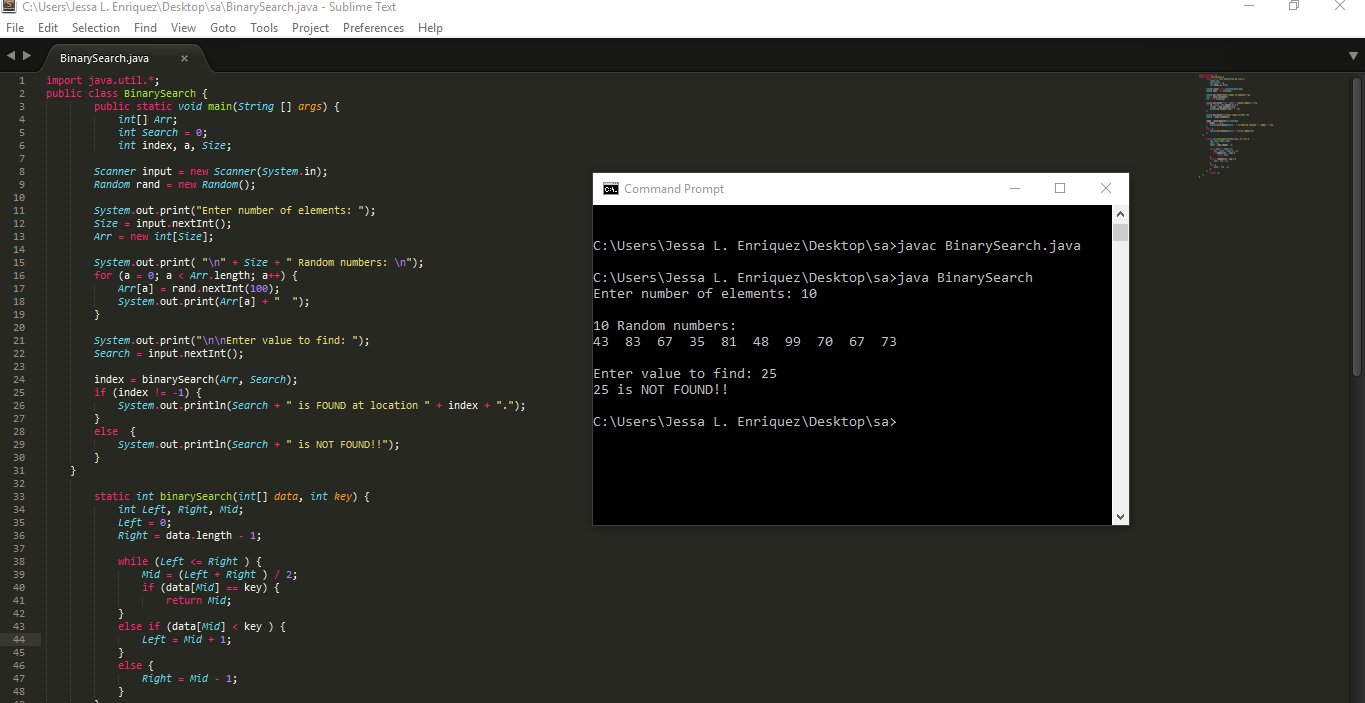 C:\Users\Jessa L. Enriquez\Desktop\sa\BinarySearch.java - Sublime Text
File Edit Selection Find View Goto Tools Project Preferences Help
BinarySearch.java ×
1 import java.util.*;
2 public class BinarySearch {
3 public static void main(String [] args) {
4 int[] Arr;
5 int Search = 0;
6 int index, a, Size;
7
8 Scanner input = new Scanner(System.in);
9 Random rand = new Random();
10
11 System.out.print("Enter number of elements: ");
12 Size = input.nextInt();
13 Arr = new int[Size];
14
15 System.out.print( "\n" + Size + " Random numbers: \n");
16 for (a = 0; a < Arr.length; a++) {
17 Arr[a] = rand.nextInt(100);
18 System.out.print(Arr[a] + "  ");
19 }
20
21 System.out.print("\n\nEnter value to find: ");
22 Search = input.nextInt();
23
24 index = binarySearch(Arr, Search);
25 if (index != -1) {
26 System.out.println(Search + " is FOUND at location " + index + ".");
27 }
28 else  {
29 System.out.println(Search + " is NOT FOUND!!");
30 }
31 }
32
33 static int binarySearch(int[] data, int key) {
34 int Left, Right, Mid;
35 Left = 0;
36 Right = data.length - 1;
37
38 while (Left <= Right ) {
39 Mid = (Left + Right ) / 2;
40 if (data[Mid] == key) {
41 return Mid;
42 }
43 else if (data[Mid] < key ) {
44 Left = Mid + 1;
45 }
46 else {
47 Right = Mid - 1;
48 }
Command Prompt
C:\Users\Jessa L. Enriquez\Desktop\sa>javac BinarySearch.java
C:\Users\Jessa L. Enriquez\Desktop\sa>java BinarySearch
Enter number of elements: 10
10 Random numbers:
43  83  67  35  81  48  99  70  67  73
Enter value to find: 25
25 is NOT FOUND!!
C:\Users\Jessa L. Enriquez\Desktop\sa>